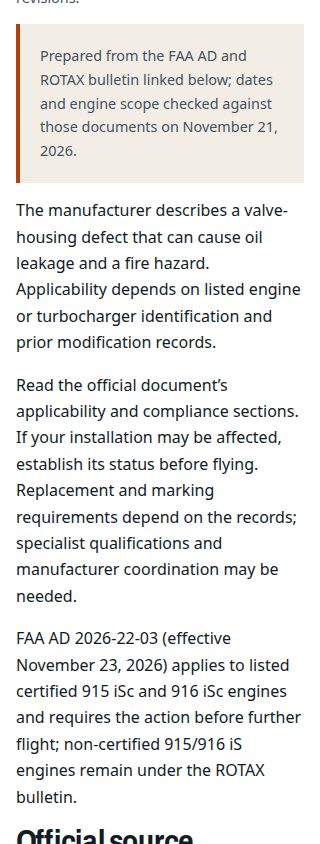 revisions.
Prepared from the FAA AD and
ROTAX bulletin linked below; dates
and engine scope checked against
those documents on November 21,
2026.
The manufacturer describes a valve-
housing defect that can cause oil
leakage and a fire hazard.
Applicability depends on listed engine
or turbocharger identification and
prior modification records.
Read the official document’s
applicability and compliance sections.
If your installation may be affected,
establish its status before flying.
Replacement and marking
requirements depend on the records;
specialist qualifications and
manufacturer coordination may be
needed.
FAA AD 2026-22-03 (effective
November 23, 2026) applies to listed
certified 915 iSc and 916 iSc engines
and requires the action before further
flight; non-certified 915/916 iS
engines remain under the ROTAX
bulletin.
Official source